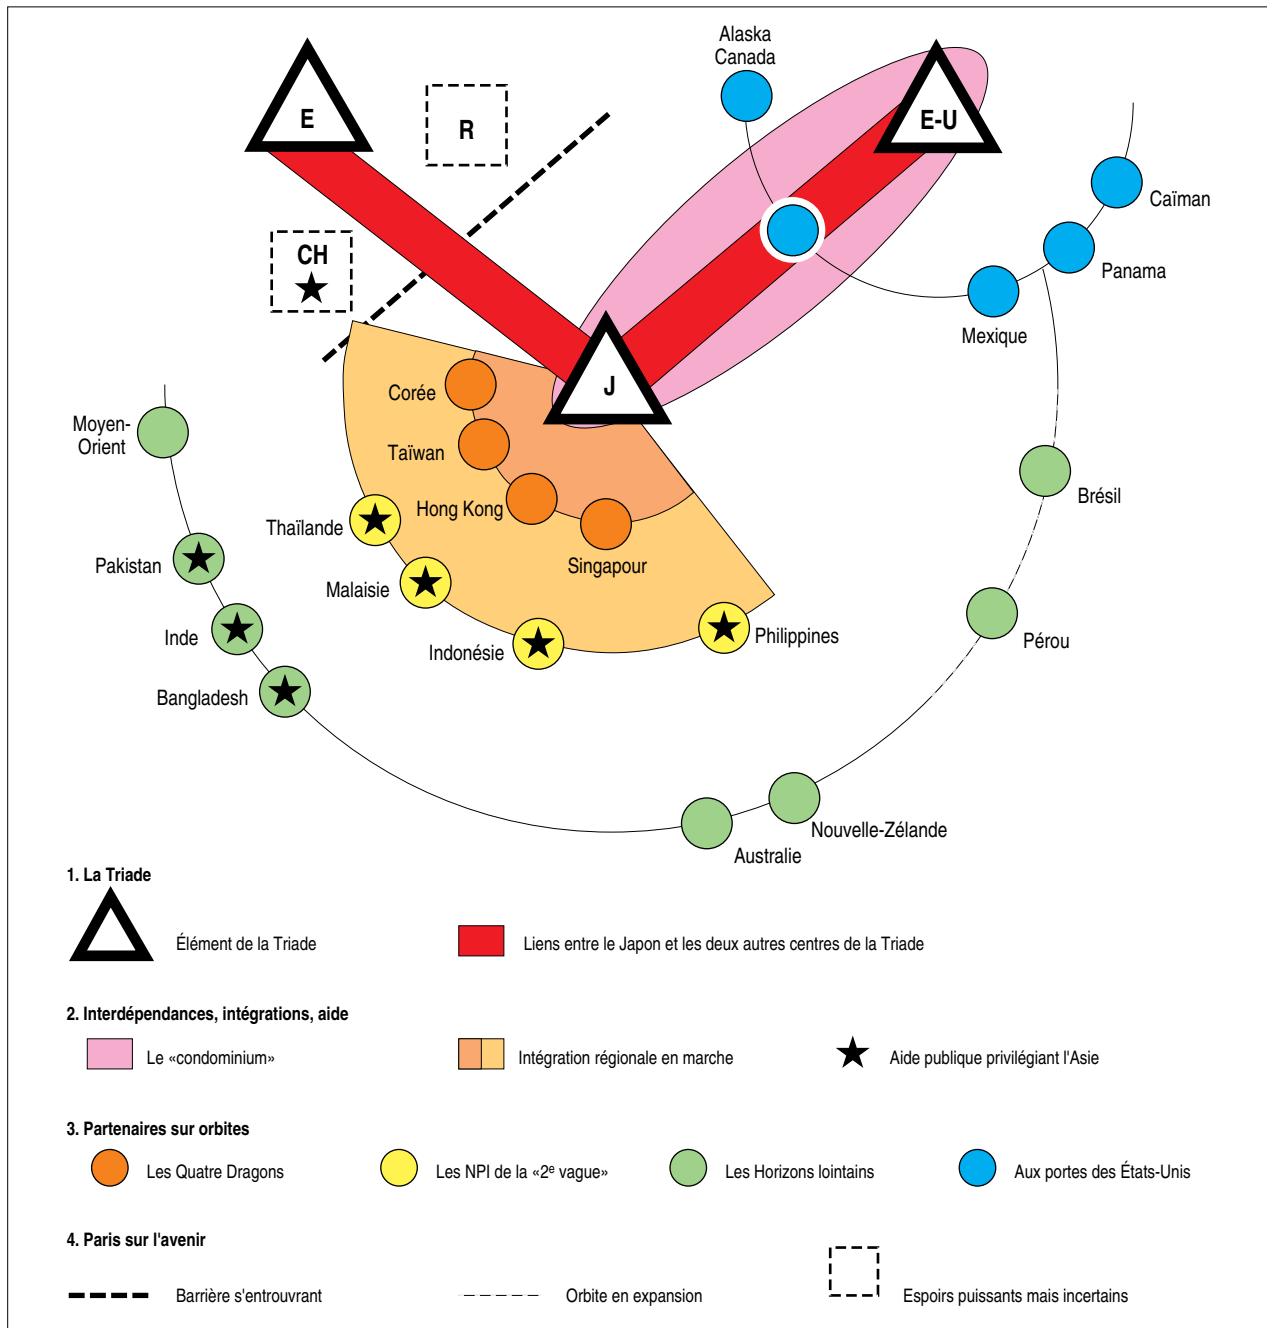 Alaska
Canada
E
R
E-U
Caïman
CH
Panama
Mexique
J
Corée
Moyen-
Orient
Taïwan
Brésil
Hong Kong
Thaïlande
Singapour
Pakistan
Malaisie
Inde
Philippines
Pérou
Indonésie
Bangladesh
Nouvelle-Zélande
Australie
1. La Triade
Élément de la Triade
Liens entre le Japon et les deux autres centres de la Triade
2. Interdépendances, intégrations, aide
Le «condominium»
Intégration régionale en marche
Aide publique privilégiant l'Asie
3. Partenaires sur orbites
Les Quatre Dragons
Les NPI de la «2e vague»
Les Horizons lointains
Aux portes des États-Unis
4. Paris sur l'avenir
Barrière s'entrouvrant
Orbite en expansion
Espoirs puissants mais incertains